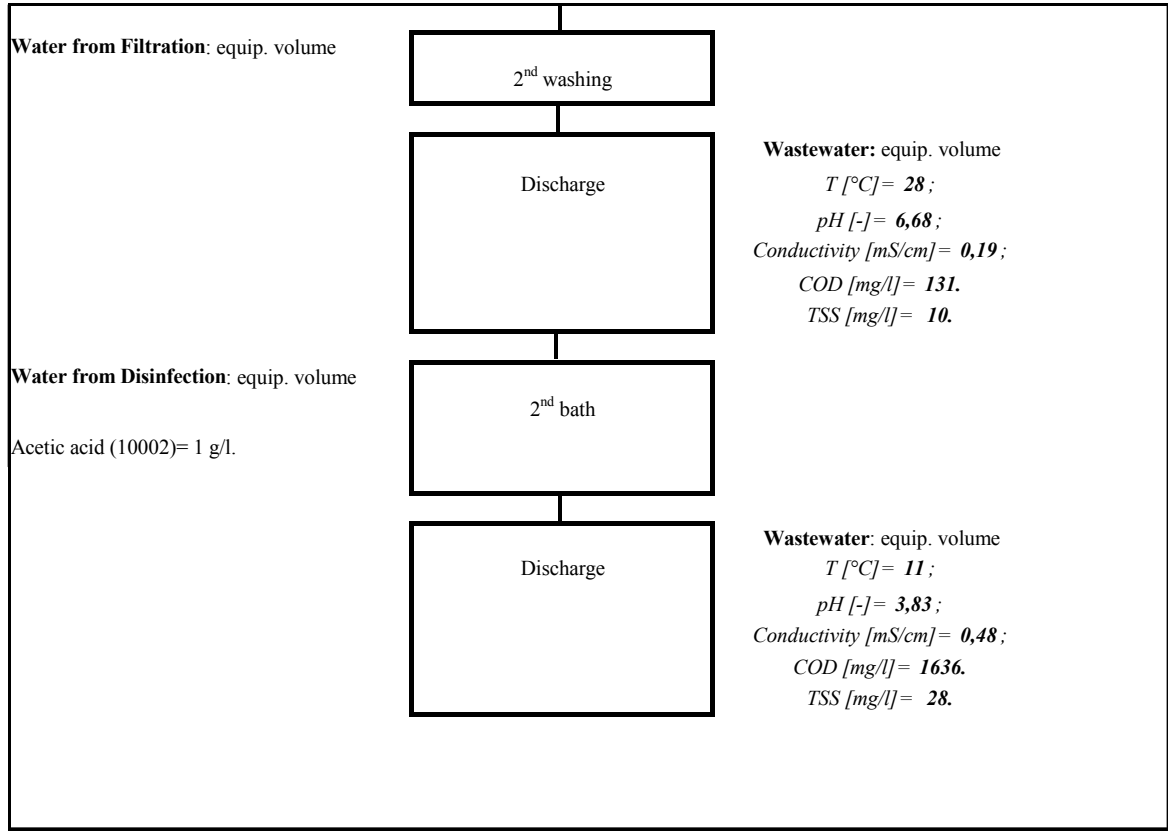 Water from Filtration: equip. volume
2nd washing
Discharge
Wastewater: equip. volume
T [°C]= 28 ;
pH [-]= 6,68 ;
Conductivity [mS/cm]= 0,19 ;
COD [mg/l]= 131.
TSS [mg/l]= 10.
Water from Disinfection: equip. volume
2nd bath
Acetic acid (10002)= 1 g/l.
Discharge
Wastewater: equip. volume
T [°C]= 11 ;
pH [-]= 3,83 ;
Conductivity [mS/cm]= 0,48 ;
COD [mg/l]= 1636.
TSS [mg/l]= 28.